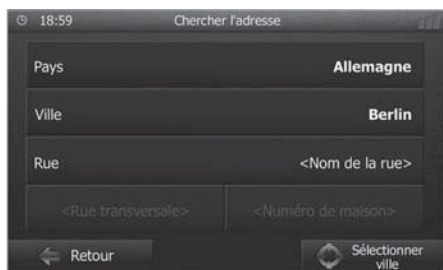 18:59 Chercher l'adresse
Pays Allemagne
Ville Berlin
Rue <Nom de la rue>
<Rue transversale> <Numéro de maison>
Retour Sélectionner
ville